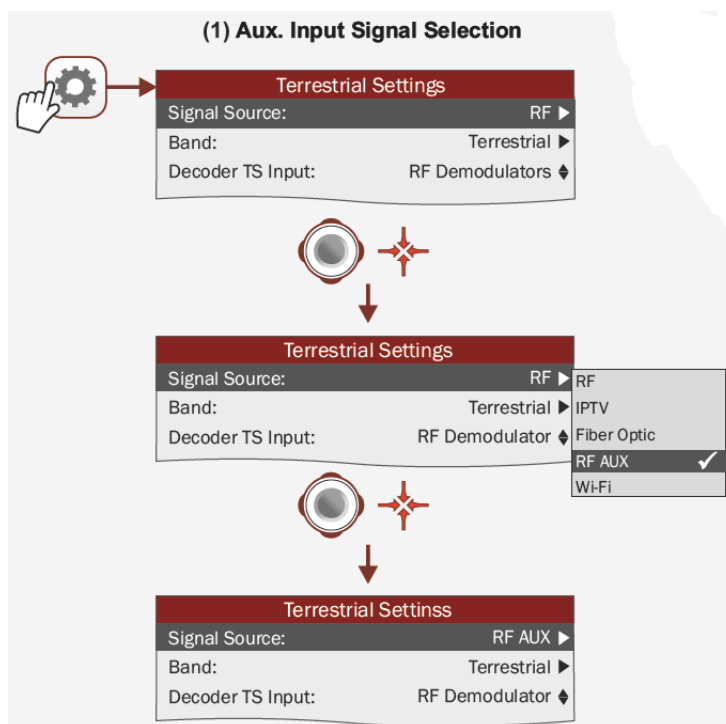 (1) Aux. Input Signal Selection
Terrestrial Settings
Signal Source: RF
Band: Terrestrial
Decoder TS Input: RF Demodulators
Terrestrial Settings
Signal Source: RF
Band: Terrestrial
Decoder TS Input: RF Demodulator
RF
IPTV
Fiber Optic
RF AUX
Wi-Fi
Terrestrial Settinss
Signal Source: RF AUX
Band: Terrestrial
Decoder TS Input: RF Demodulator